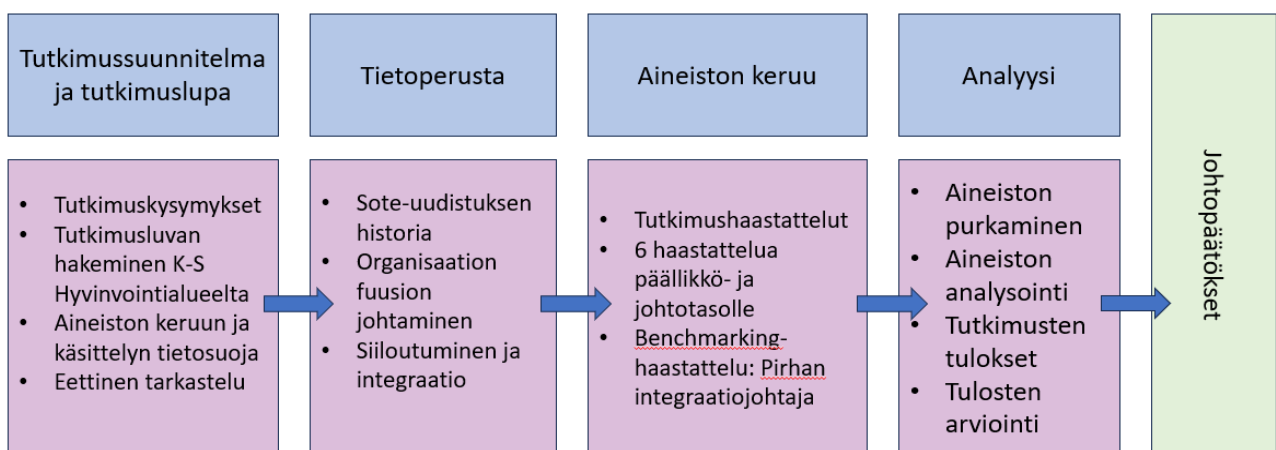 Tutkimussuunnitelma
ja tutkimuslupa
• Tutkimuskysymykset
• Tutkimusluvan
hakeminen K-S
Hyvinvointialueelta
• Aineiston keruun ja
käsittelyn tietosuoja
• Eettinen tarkastelu
Tietoperusta
• Sote-uudistuksen
historia
• Organisaation
fuusion
johtaminen
• Siiloutuminen ja
integraatio
Aineiston keruu
• Tutkimushaastattelut
• 6 haastattelua
päällikkö- ja
johtotasolle
• Benchmarking-
haastattelu: Pirhan
integraatiojohtaja
Analyysi
• Aineiston
purkaminen
• Aineiston
analysointi
• Tutkimusten
tulokset
• Tulosten
arviointi
Johtopäätökset